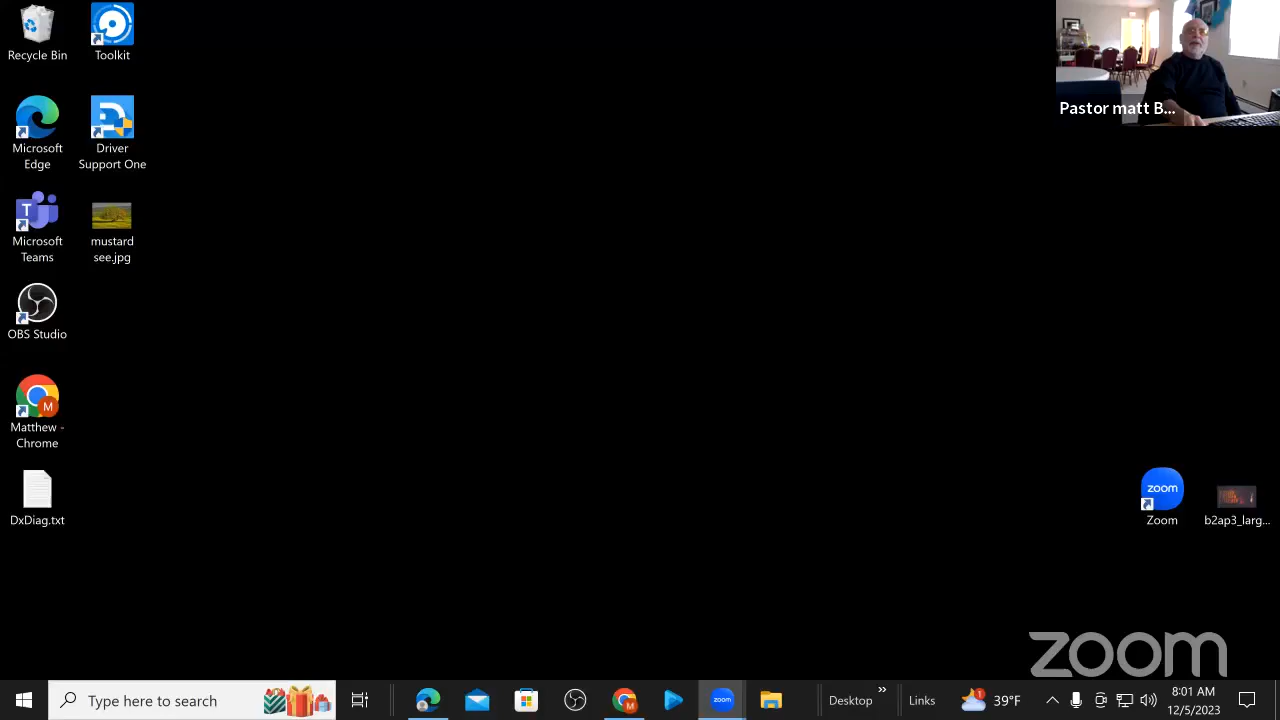 Recycle Bin
Toolkit
Pastor matt B...
Microsoft
Edge
Driver
Support One
Microsoft
Teams
mustard
see.jpg
OBS Studio
M
Matthew -
Chrome
DxDiag.txt
zoom
Zoom
b2ap3_larg...
zoom
Type here to search
M
zoom
Desktop
Links
1
39°F
8:01 AM
12/5/2023